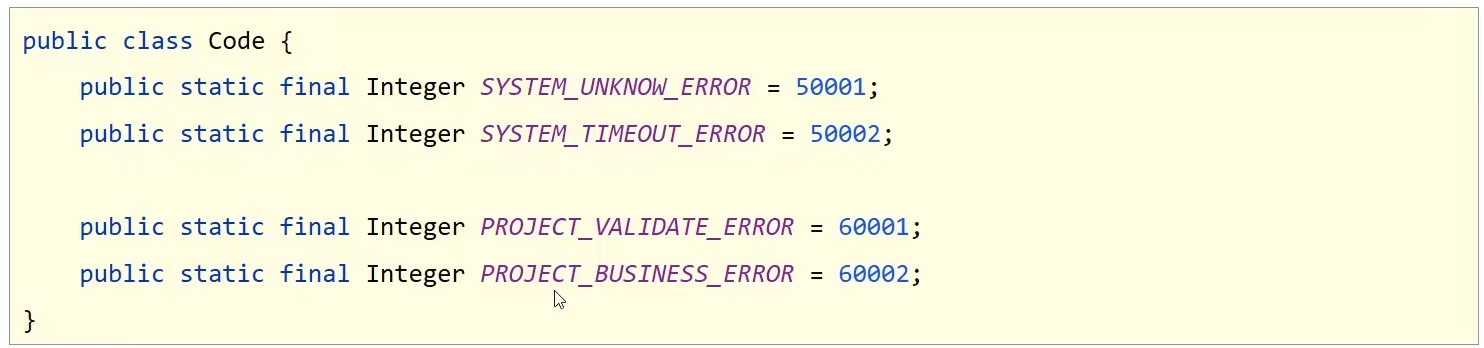 public class Code {
    public static final Integer SYSTEM_UNKNOW_ERROR = 50001;
    public static final Integer SYSTEM_TIMEOUT_ERROR = 50002;
    public static final Integer PROJECT_VALIDATE_ERROR = 60001;
    public static final Integer PROJECT_BUSINESS_ERROR = 60002;
}